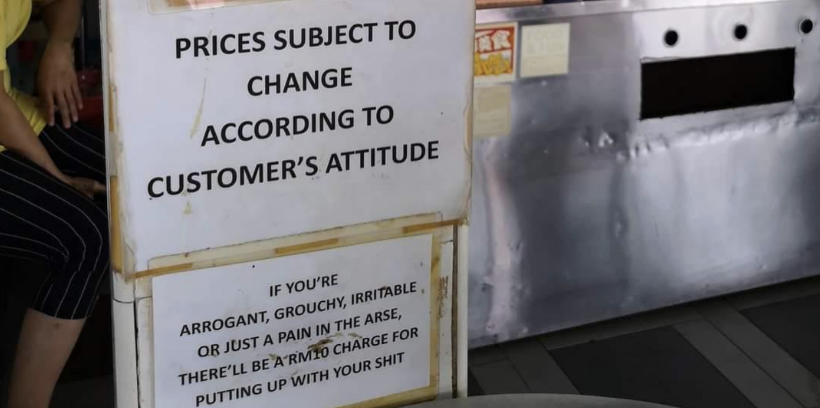 PRICES SUBJECT TO
CHANGE
ACCORDING TO
CUSTOMER'S ATTITUDE
IF YOU'RE
ARROGANT, GROUCHY, IRRITABLE
OR JUST A PAIN IN THE ARSE,
THERE'LL BE A RM10 CHARGE FOR
PUTTING UP WITH YOUR SHIT